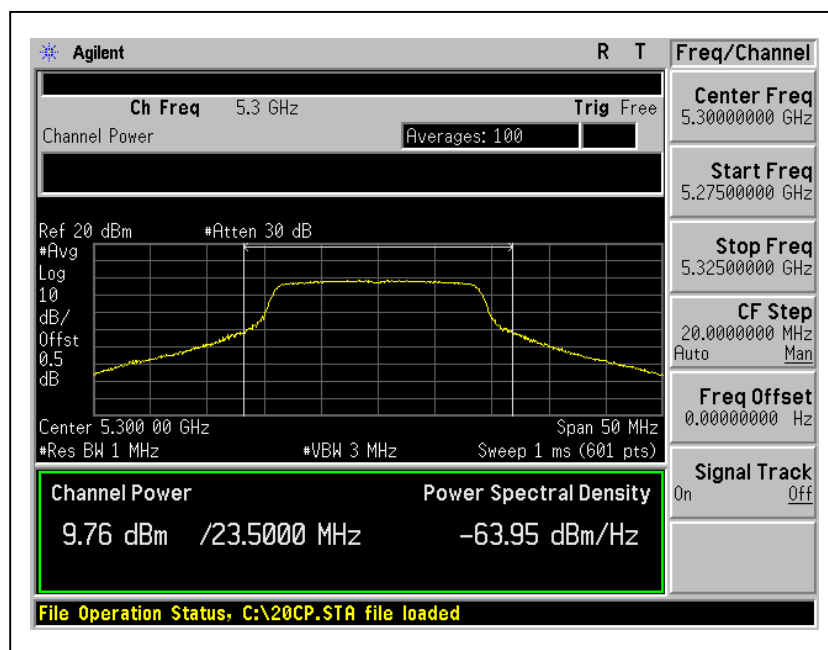 Agilent R T
Freq/Channel
Ch Freq 5.3 GHz Trig Free
Channel Power Averages: 100
Ref 20 dBm #Atten 30 dB
#Avg
Log
10
dB/
Offst
0.5
dB
Center 5.300 00 GHz Span 50 MHz
#Res BW 1 MHz #VBW 3 MHz Sweep 1 ms (601 pts)
Channel Power Power Spectral Density
9.76 dBm /23.5000 MHz -63.95 dBm/Hz
Center Freq
5.30000000 GHz
Start Freq
5.27500000 GHz
Stop Freq
5.32500000 GHz
CF Step
20.0000000 MHz
Auto Man
Freq Offset
0.00000000 Hz
Signal Track
On Off
File Operation Status, C:\20CP.STA file loaded